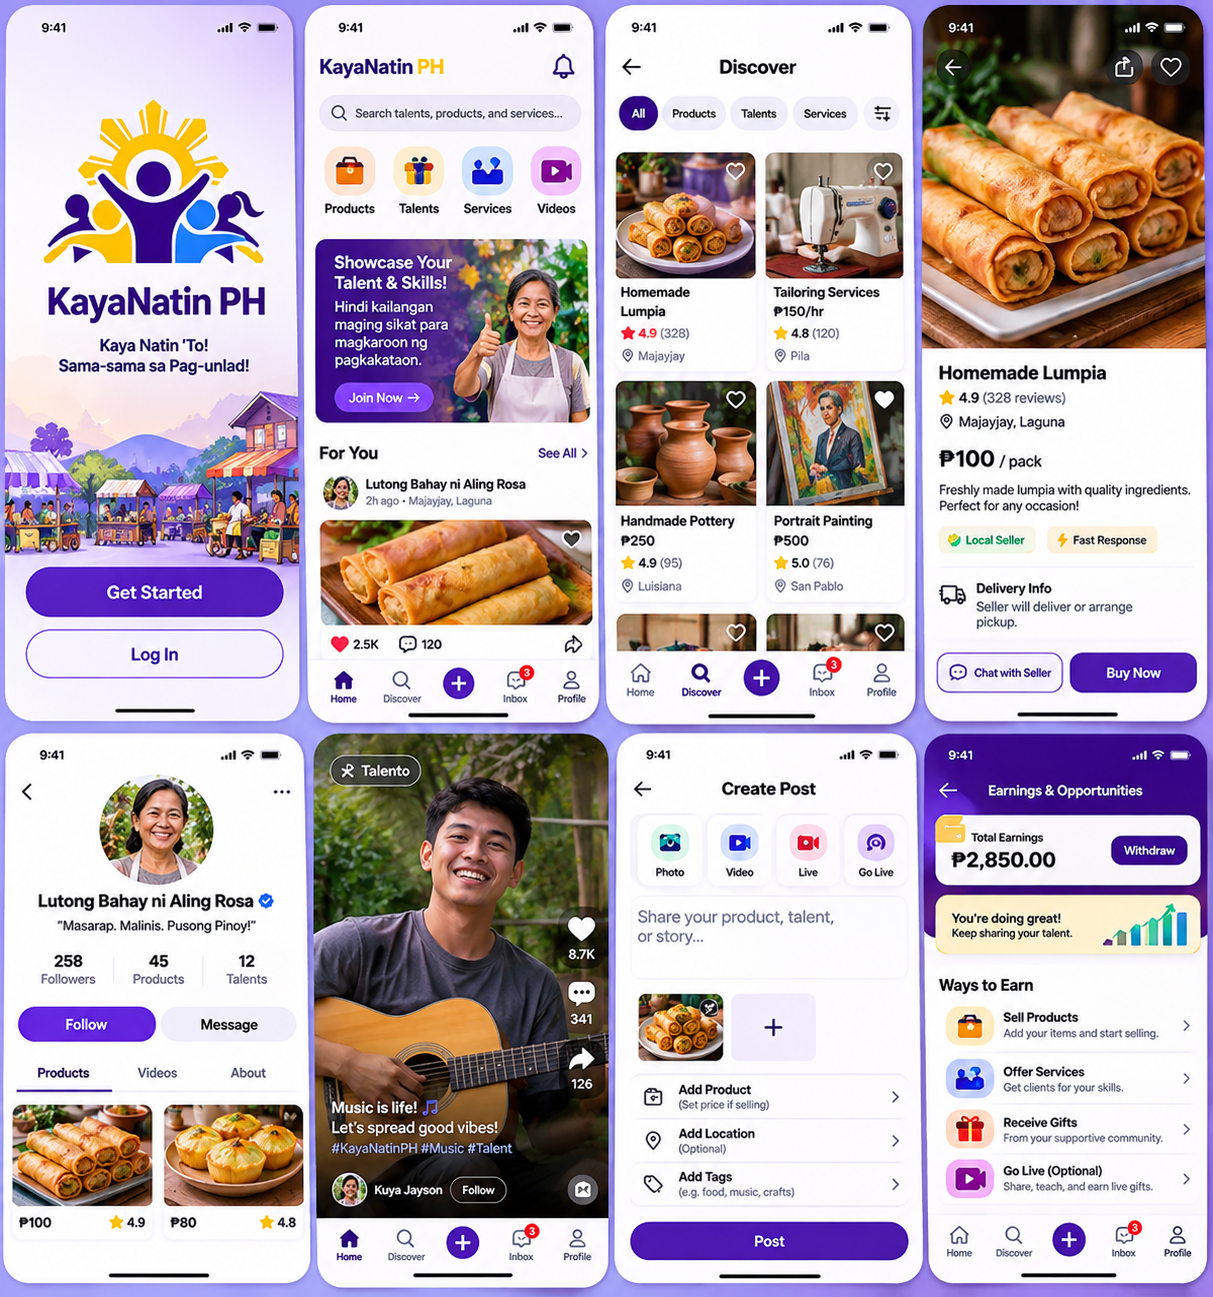 9:41
KayaNatin PH
Kaya Natin 'To!
Sama-sama sa Pag-unlad!
Get Started
Log In
9:41
KayaNatin PH
Search talents, products, and services...
Products
Talents
Services
Videos
Showcase Your
Talent & Skills!
Hindi kailangan
maging sikat para
magkaroon ng
pagkakataon.
Join Now →
For You
See All >
Lutong Bahay ni Aling Rosa
2h ago • Majayjay, Laguna
2.5K
120
Home
Discover
+
3
Inbox
Profile
9:41
Discover
All
Products
Talents
Services
Homemade
Lumpia
4.9 (328)
Majayjay
Tailoring Services
₱150/hr
4.8 (120)
Pila
Handmade Pottery
₱250
4.9 (95)
Luisiana
Portrait Painting
₱500
5.0 (76)
San Pablo
Home
Discover
+
3
Inbox
Profile
9:41
Homemade Lumpia
4.9 (328 reviews)
Majayjay, Laguna
₱100 / pack
Freshly made lumpia with quality ingredients.
Perfect for any occasion!
Local Seller
Fast Response
Delivery Info
Seller will deliver or arrange
pickup.
Chat with Seller
Buy Now
9:41
Lutong Bahay ni Aling Rosa
“Masarap. Malinis. Pusong Pinoy!”
258
Followers
45
Products
12
Talents
Follow
Message
Products
Videos
About
₱100
4.9
₱80
4.8
Talento
8.7K
341
126
Music is life! 🎵
Let's spread good vibes!
#KayaNatinPH #Music #Talent
Kuya Jayson
Follow
Home
Discover
+
3
Inbox
Profile
9:41
Create Post
Photo
Video
Live
Go Live
Share your product, talent,
or story...
+
Add Product
(Set price if selling)
Add Location
(Optional)
Add Tags
(e.g. food, music, crafts)
Post
9:41
Earnings & Opportunities
Total Earnings
₱2,850.00
Withdraw
You're doing great!
Keep sharing your talent.
Ways to Earn
Sell Products
Add your items and start selling.
Offer Services
Get clients for your skills.
Receive Gifts
From your supportive community.
Go Live (Optional)
Share, teach, and earn live gifts.
Home
Discover
+
3
Inbox
Profile